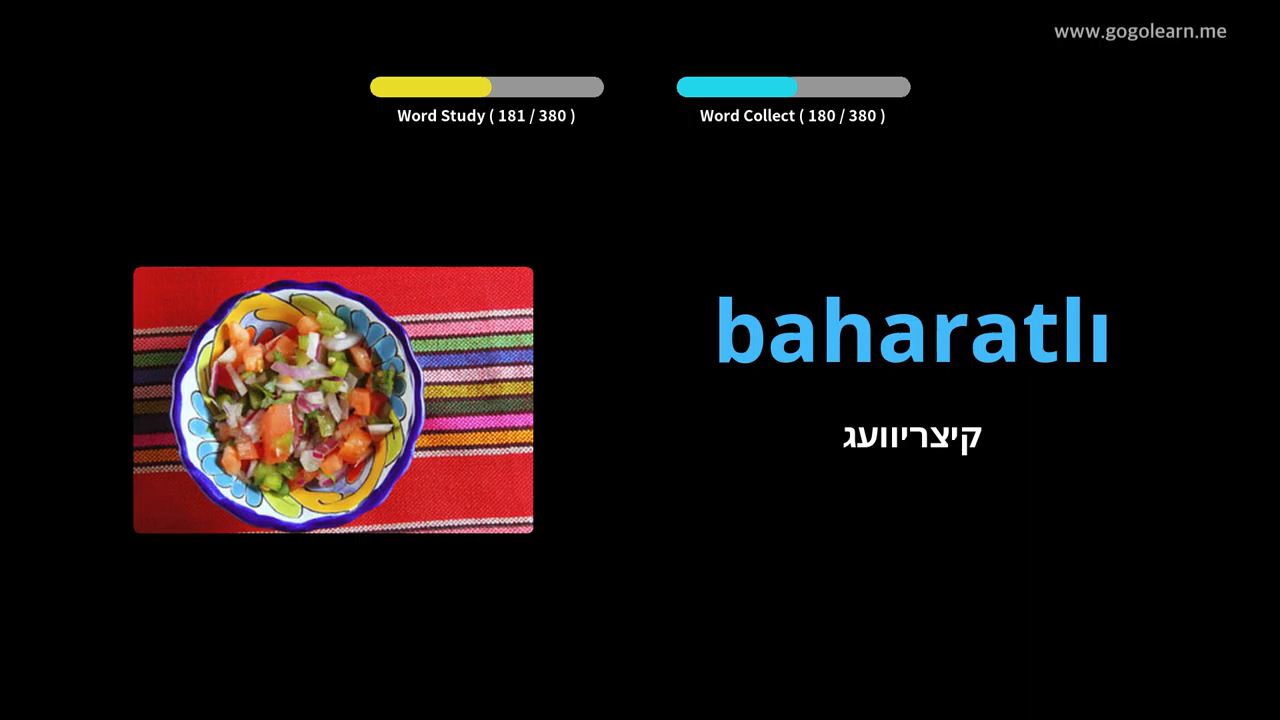 www.gogolearn.me
Word Study ( 181 / 380 )
Word Collect ( 180 / 380 )
baharatlı
קיצריוועג